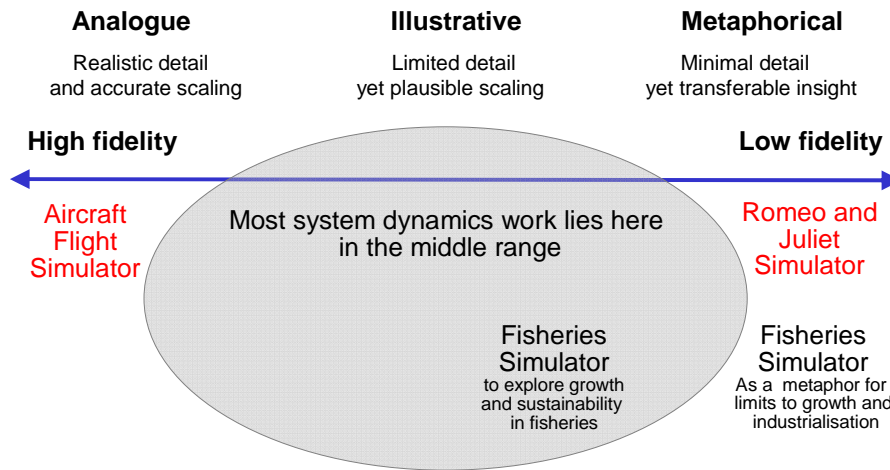 Analogue
Realistic detail
and accurate scaling
Illustrative
Limited detail
yet plausible scaling
Metaphorical
Minimal detail
yet transferable insight
High fidelity
Low fidelity
Aircraft
Flight
Simulator
Most system dynamics work lies here
in the middle range
Romeo and
Juliet
Simulator
Fisheries
Simulator
to explore growth
and sustainability
in fisheries
Fisheries
Simulator
As a metaphor for
limits to growth and
industrialisation